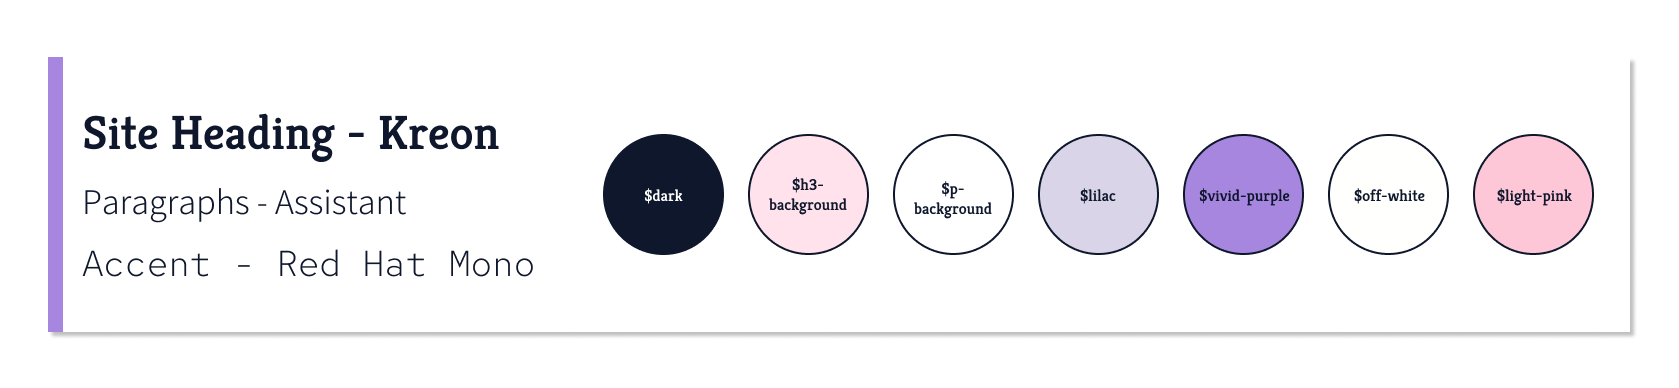 Site Heading - Kreon
Paragraphs - Assistant
Accent - Red Hat Mono
$dark
$h3-
background
$p-
background
$lilac
$vivid-purple
$off-white
$light-pink